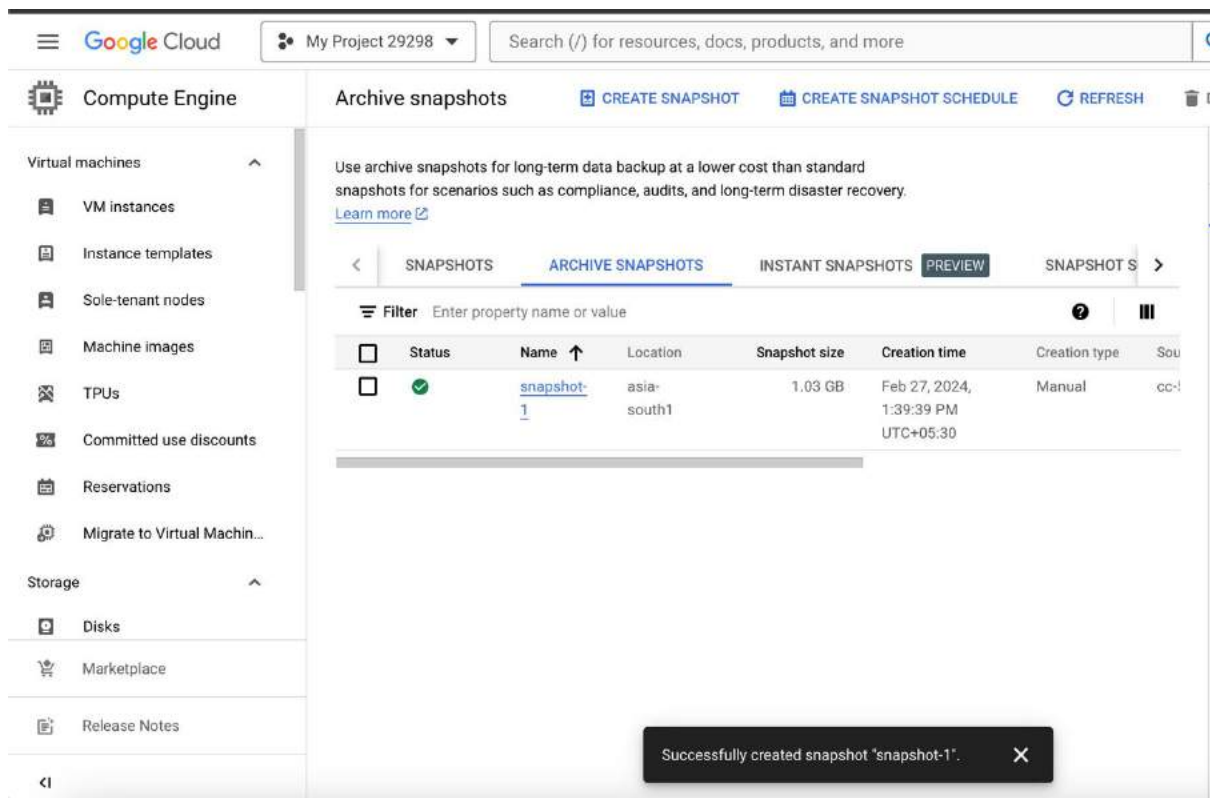 Google Cloud
My Project 29298
Search (/) for resources, docs, products, and more
Compute Engine
Archive snapshots
CREATE SNAPSHOT
CREATE SNAPSHOT SCHEDULE
REFRESH
Virtual machines
VM instances
Instance templates
Sole-tenant nodes
Machine images
TPUs
Committed use discounts
Reservations
Migrate to Virtual Machin...
Storage
Disks
Marketplace
Release Notes
Use archive snapshots for long-term data backup at a lower cost than standard
snapshots for scenarios such as compliance, audits, and long-term disaster recovery.
Learn more
SNAPSHOTS ARCHIVE SNAPSHOTS INSTANT SNAPSHOTS PREVIEW SNAPSHOT S
Filter Enter property name or value
Status Name Location Snapshot size Creation time Creation type Sou
snapshot- asia- 1.03 GB Feb 27, 2024, Manual
1 south1 1:39:39 PM
UTC+05:30
Successfully created snapshot "snapshot-1".